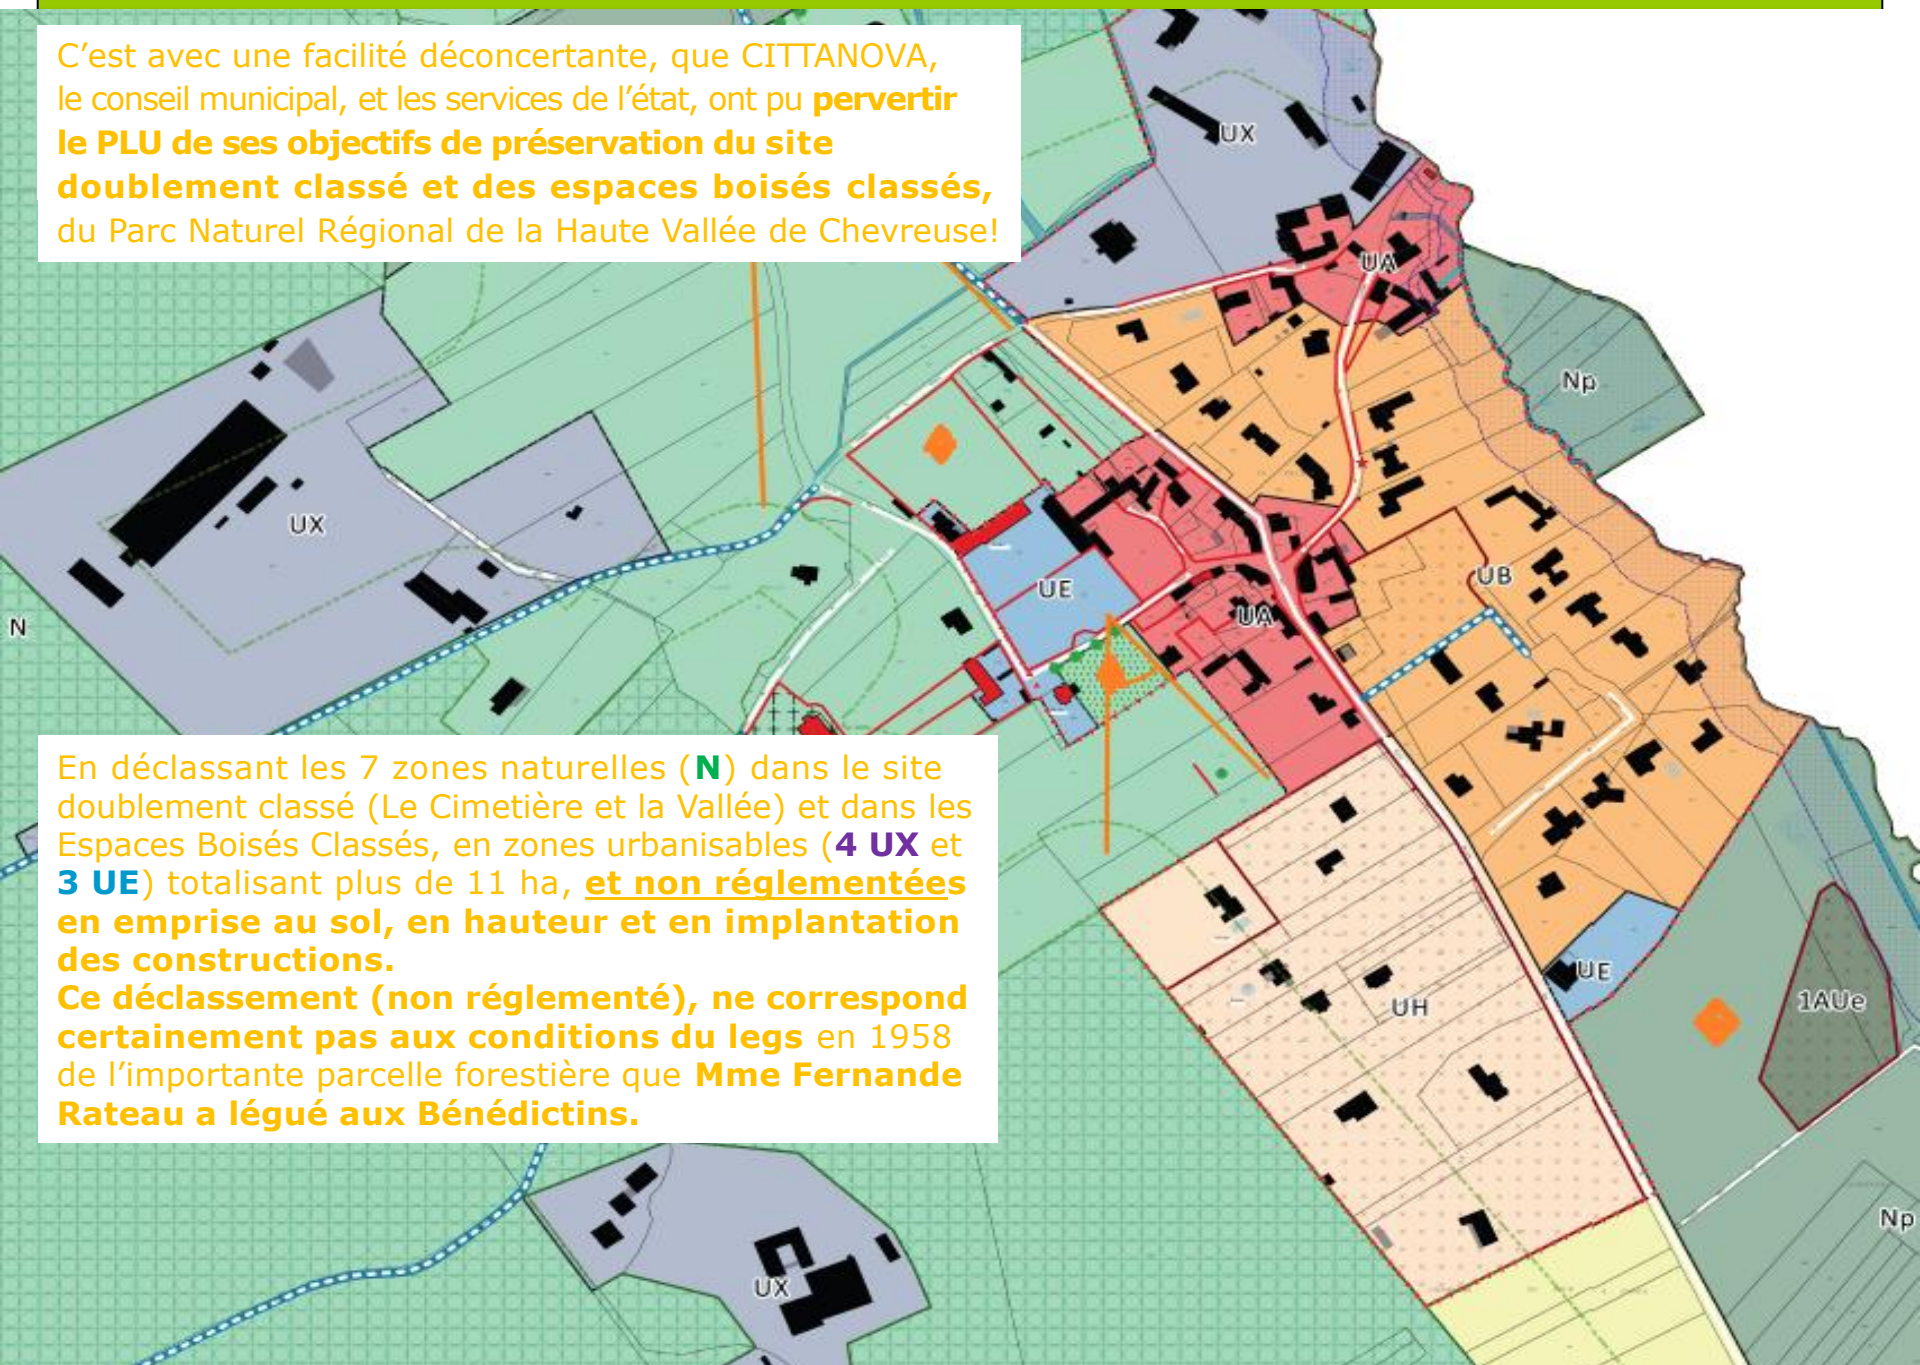 C’est avec une facilité déconcertante, que CITTANOVA,
le conseil municipal, et les services de l’état, ont pu pervertir
le PLU de ses objectifs de préservation du site
doublement classé et des espaces boisés classés,
du Parc Naturel Régional de la Haute Vallée de Chevreuse!
UX
UA
Np
UX
UE
UB
UA
N
En déclassant les 7 zones naturelles (N) dans le site
doublement classé (Le Cimetière et la Vallée) et dans les
Espaces Boisés Classés, en zones urbanisables (4 UX et
3 UE) totalisant plus de 11 ha, et non réglementées
en emprise au sol, en hauteur et en implantation
des constructions.
Ce déclassement (non réglementé), ne correspond
certainement pas aux conditions du legs en 1958
de l’importante parcelle forestière que Mme Fernande
Rateau a légué aux Bénédictins.
UE
1AUe
UH
Np
UX